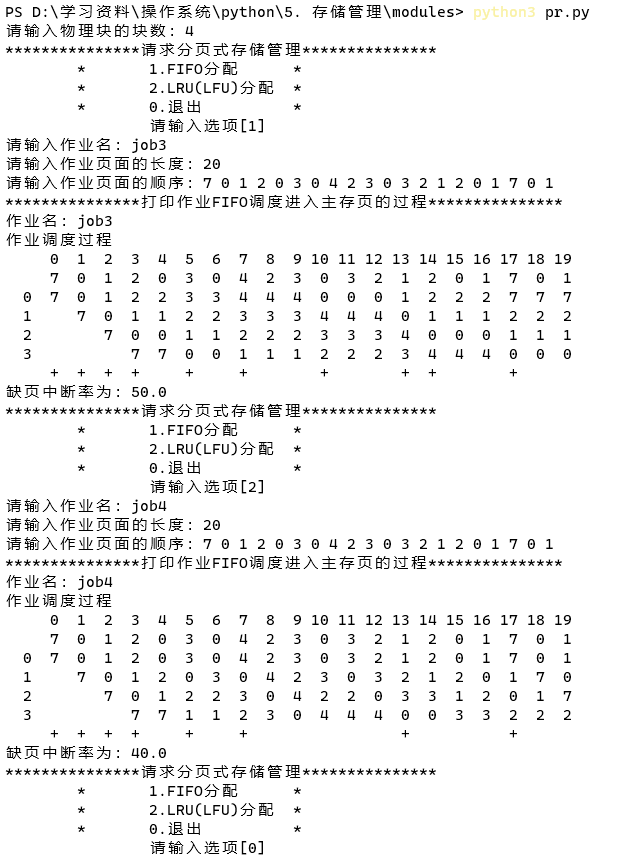 PS D:\学习资料\操作系统\python\5. 存储管理\modules> python3 pr.py
请输入物理块的块数: 4
***************请求分页式存储管理***************
* 1.FIFO分配 *
* 2.LRU(LFU)分配 *
* 0.退出 *
请输入选项[1]
请输入作业名: job3
请输入作业页面的长度: 20
请输入作业页面的顺序: 7 0 1 2 0 3 0 4 2 3 0 3 2 1 2 0 1 7 0 1
***************打印作业FIFO调度进入主存页的过程***************
作业名: job3
作业调度过程
0 1 2 3 4 5 6 7 8 9 10 11 12 13 14 15 16 17 18 19
7 0 1 2 0 3 0 4 2 3 0 3 2 1 2 0 1 7 0 1
0 7 0 1 2 2 3 3 4 4 4 0 0 0 1 2 2 2 7 7 7
1 7 0 1 1 2 2 3 3 3 4 4 4 0 1 1 1 2 2 2
2 7 0 0 1 1 2 2 2 3 3 3 4 0 0 0 1 1 1
3 7 7 0 0 1 1 1 2 2 2 3 4 4 4 0 0 0
+ + + + + + + + + +
缺页中断率为: 50.0
***************请求分页式存储管理***************
* 1.FIFO分配 *
* 2.LRU(LFU)分配 *
* 0.退出 *
请输入选项[2]
请输入作业名: job4
请输入作业页面的长度: 20
请输入作业页面的顺序: 7 0 1 2 0 3 0 4 2 3 0 3 2 1 2 0 1 7 0 1
***************打印作业FIFO调度进入主存页的过程***************
作业名: job4
作业调度过程
0 1 2 3 4 5 6 7 8 9 10 11 12 13 14 15 16 17 18 19
7 0 1 2 0 3 0 4 2 3 0 3 2 1 2 0 1 7 0 1
0 7 0 1 2 0 3 0 4 2 3 0 3 2 1 2 0 1 7 0 1
1 7 0 1 2 0 3 0 4 2 3 0 3 2 1 2 0 1 7 0
2 7 0 1 2 2 3 0 4 2 2 0 3 3 1 2 0 1 7
3 7 7 1 1 2 3 0 4 4 4 0 0 3 3 2 2 2
+ + + + + + + +
缺页中断率为: 40.0
***************请求分页式存储管理***************
* 1.FIFO分配 *
* 2.LRU(LFU)分配 *
* 0.退出 *
请输入选项[0]